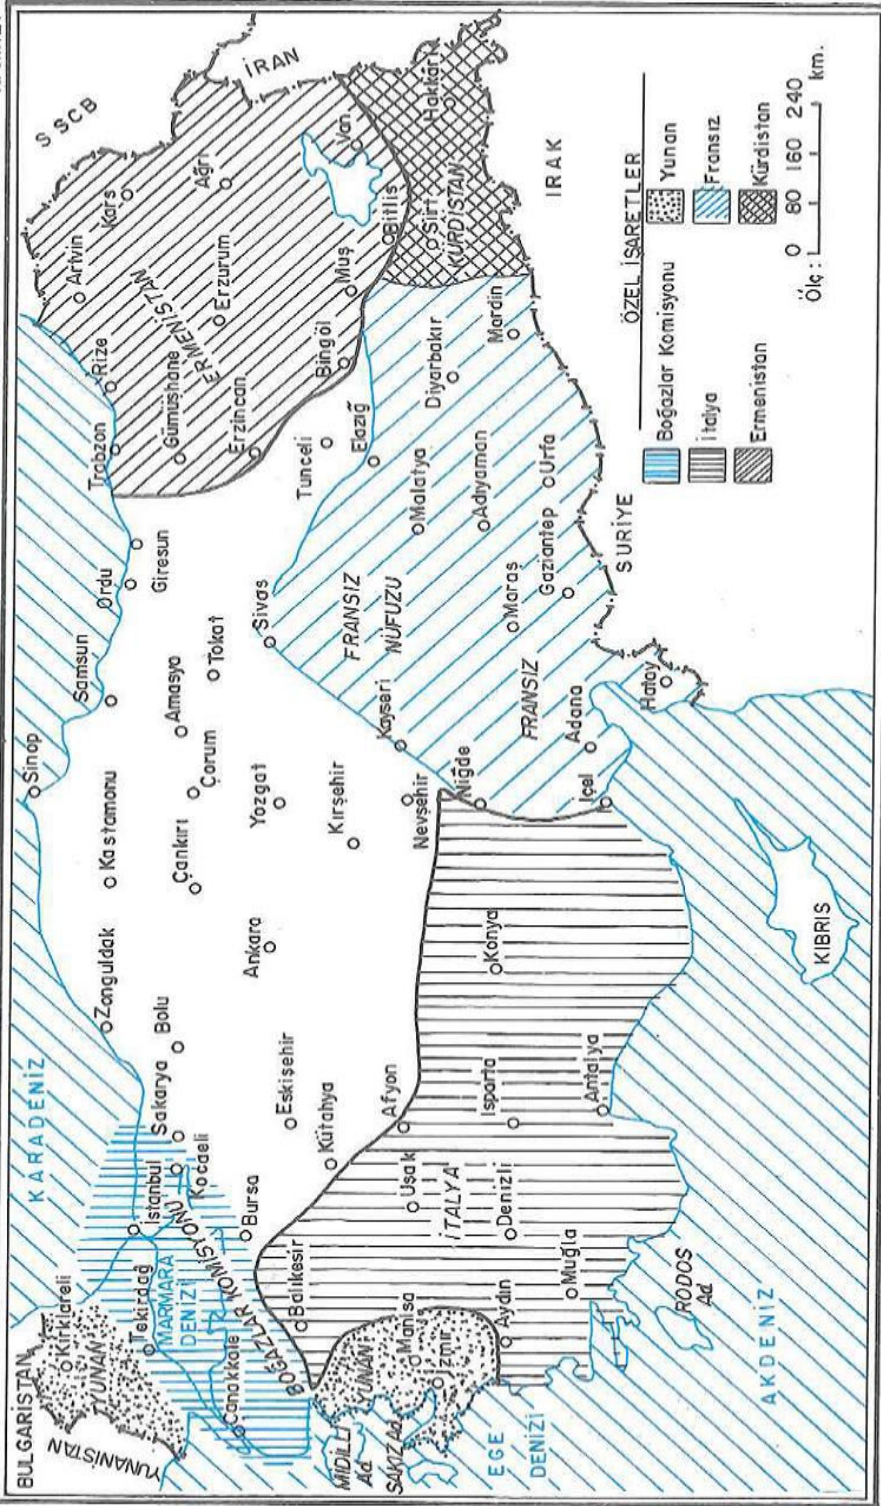 BULGARİSTAN
YUNANİSTAN
KARADENİZ
S SCB
İRAN
IRAK
SURİYE
Kırklareli
YUNAN
Tekirdağ
MARMARA
DENİZİ
Çanakkale
BOĞAZLAR KOMİSYONU
İstanbul
Kocaeli
Sakarya
Bolu
Zonguldak
Kastamonu
Sinop
Samsun
Ordu
Giresun
Trabzon
Rize
Artvin
Kars
Gümüşhane
ERMENİSTAN
Erzurum
Ağrı
Erzincan
Bingöl
Muş
Van
Bitlis
Siirt
KÜRDİSTAN
Hakkâri
Bursa
Balıkesir
Eskişehir
Kütahya
Ankara
Çankırı
Çorum
Amasya
Tokat
Yozgat
Kırşehir
Sivas
Tunceli
Elazığ
Diyarbakır
Mardin
Malatya
Adıyaman
Urfa
Gaziantep
Maraş
FRANSIZ
NÜFUZU
Kayseri
Nevşehir
Niğde
FRANSIZ
Adana
İçel
Hatay
Afyon
Uşak
İTALYA
Denizli
Isparta
Konya
Antalya
Muğla
Aydın
YUNAN
Manisa
İzmir
MİDİLLİ
Ad.
SAKIZ Ad.
EGE
DENİZİ
RODOS
Ad.
AKDENİZ
KIBRIS
ÖZEL İŞARETLER
Boğazlar Komisyonu
İtalya
Ermenistan
Yunan
Fransız
Kürdistan
Ölç :
0 80 160 240
km.